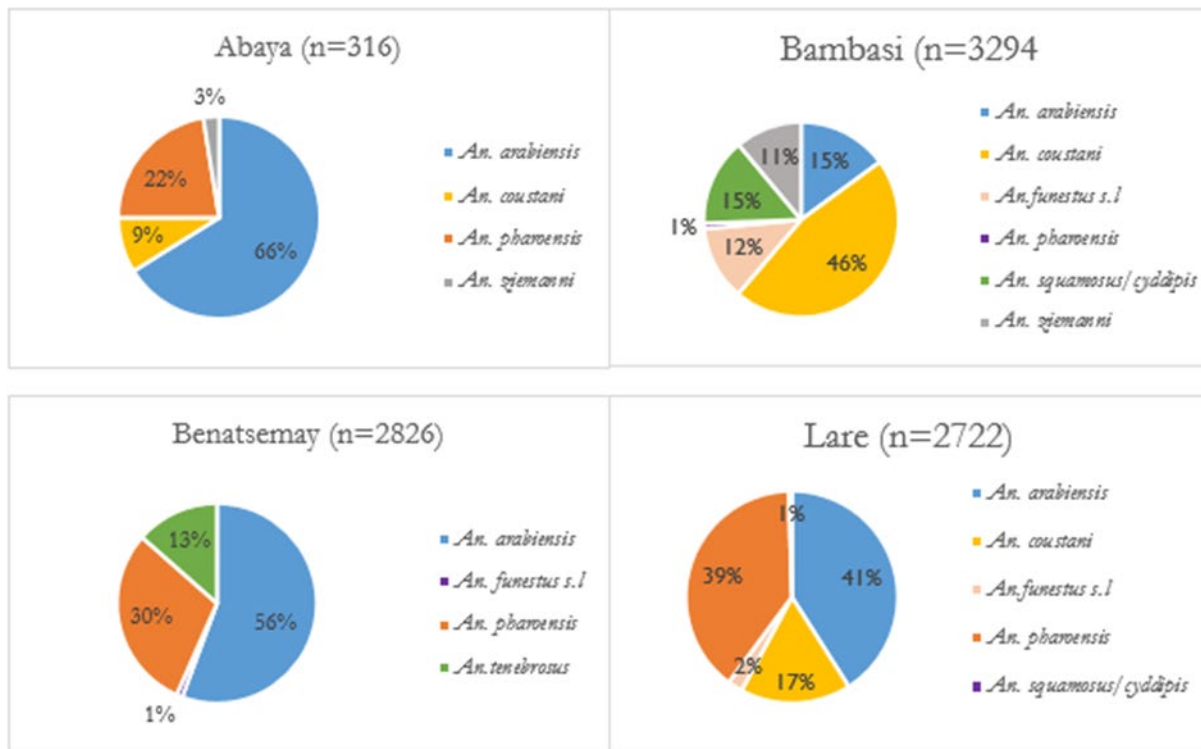 Abaya (n=316)
3%
22%
9%
66%
An. arabiensis
An. coustani
An. pharoensis
An. ziemanni
Bambasi (n=3294
11%
15%
15%
1%
12%
46%
An. arabiensis
An. coustani
An.funestus s.l
An. pharoensis
An. squamosus/cyddipis
An. ziemanni
Benatsemay (n=2826)
13%
30%
56%
1%
An. arabiensis
An. funestus s.l
An. pharoensis
An.tenebrosus
Lare (n=2722)
1%
39%
41%
2%
17%
An. arabiensis
An. coustani
An.funestus s.l
An. pharoensis
An. squamosus/cyddipis